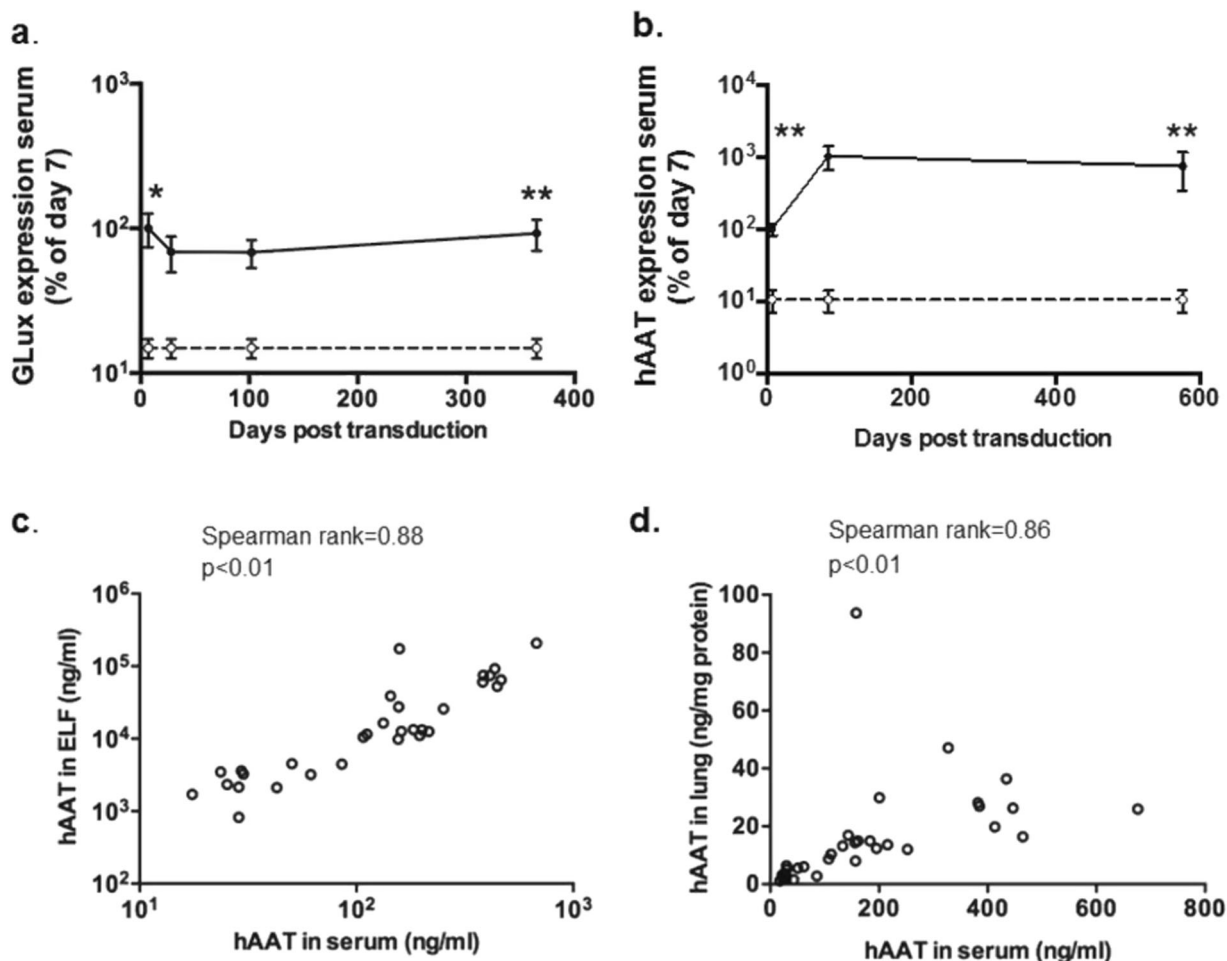 a.
GLux expression serum
(% of day 7)
10³
10²
10¹
*
**
0 100 200 300 400
Days post transduction
b.
hAAT expression serum
(% of day 7)
10⁴
10³
10²
10¹
10⁰
**
**
0 200 400 600
Days post transduction
c.
Spearman rank=0.88
p<0.01
hAAT in ELF (ng/ml)
10⁶
10⁵
10⁴
10³
10²
10¹ 10² 10³
hAAT in serum (ng/ml)
d.
Spearman rank=0.86
p<0.01
hAAT in lung (ng/mg protein)
100
80
60
40
20
0
0 200 400 600 800
hAAT in serum (ng/ml)